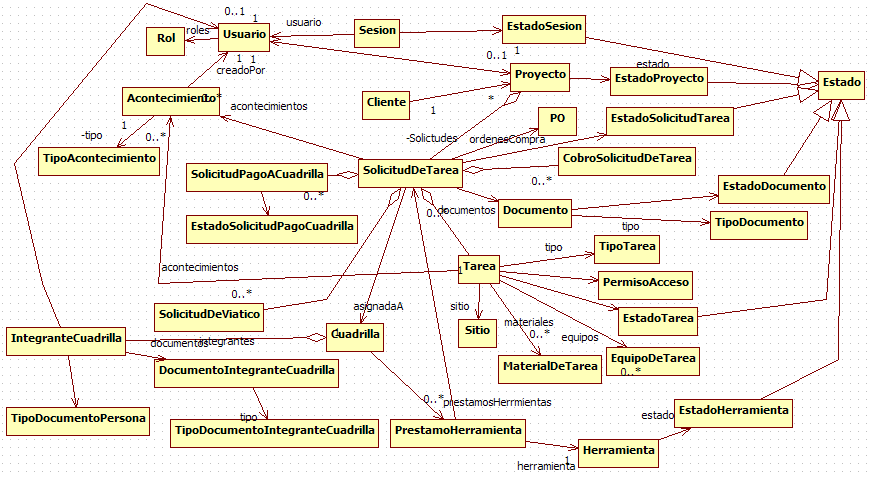 0..1
1
usuario
EstadoSesion
Rol
roles
Usuario
Sesion
1
1
1
0..1
creadoPor
Proyecto
estado
EstadoProyecto
Estado
Acontecimiento
0..*
acontecimientos
Cliente
1
*
PO
EstadoSolicitudTarea
-tipo
1
0..*
-Solictudes
ordenesCompra
TipoAcontecimiento
SolicitudPagoACuadrilla
SolicitudDeTarea
CobroSolicitudDeTarea
0..*
0..*
EstadoDocumento
EstadoSolicitudPagoCuadrilla
0..*
documentos
Documento
tipo
TipoDocumento
tipo
TipoTarea
acontecimientos
1
Tarea
PermisoAcceso
0..*
SolicitudDeViatico
asignadaA
sitio
EstadoTarea
Sitio
materiales
0..*
equipos
IntegranteCuadrilla
documentos
integrantes
Cuadrilla
EquipoDeTarea
0..*
DocumentoIntegranteCuadrilla
MaterialDeTarea
0..*
prestamosHerrmientas
TipoDocumentoPersona
tipo
TipoDocumentoIntegranteCuadrilla
PrestamoHerramienta
estado
EstadoHerramienta
Herramienta
1
herramienta